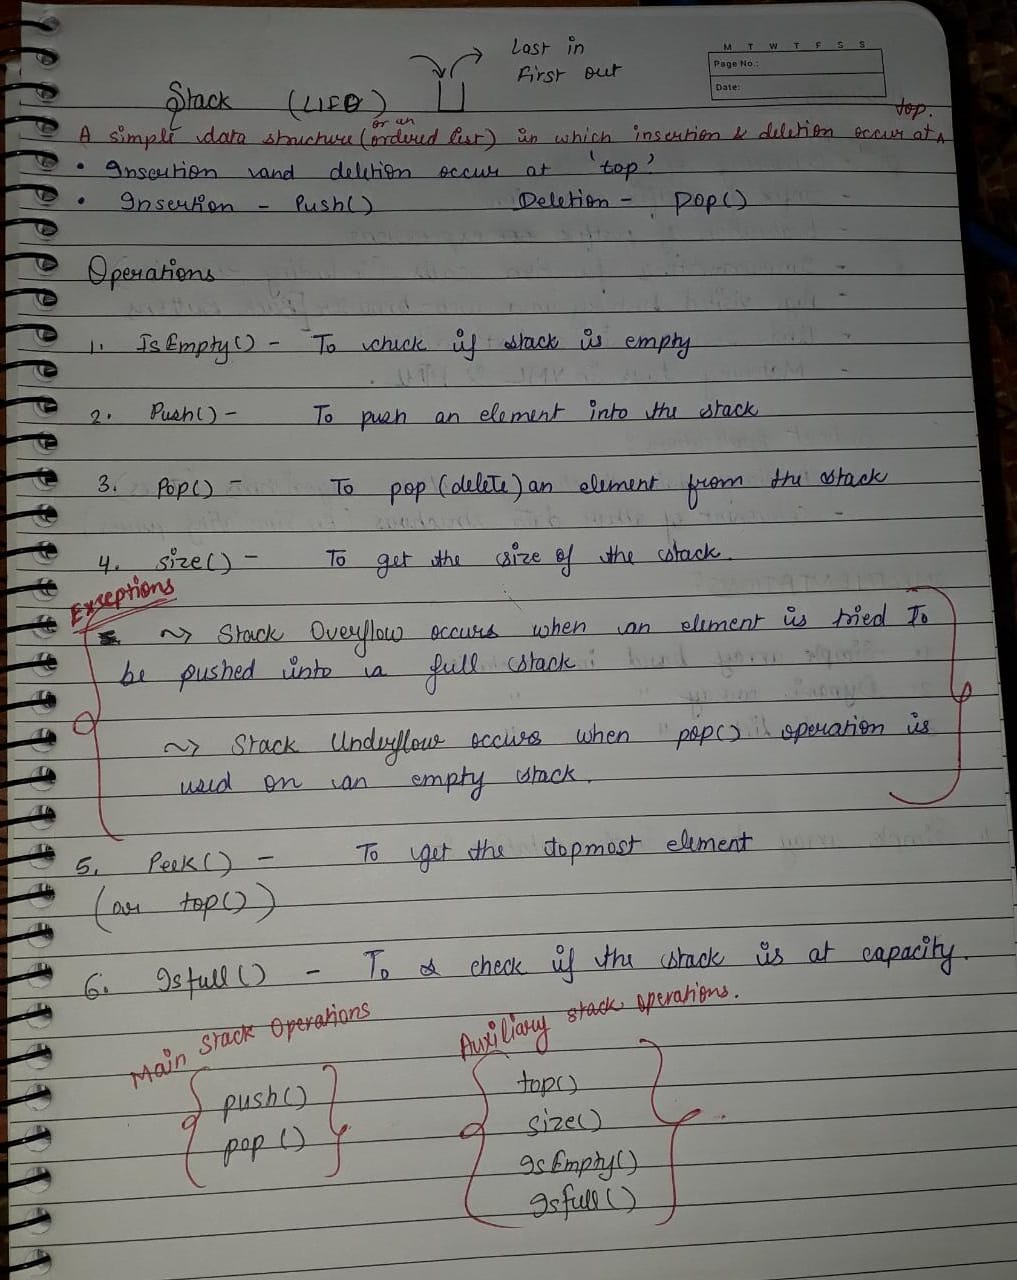 Last in
First out
M T W T F S S
Page No.:
Date:
Stack (LIFO)
or an
top.
A simple data structure (ordered list) in which insertion & deletion occur at
• Insertion and deletion occur at 'top'
• Insertion - Push() Deletion - Pop()
Operations
1. IsEmpty() - To check if stack is empty
2. Push() - To push an element into the stack
3. Pop() - To pop (delete) an element from the stack
4. size() - To get the size of the stack.
Exceptions
~> Stack Overflow occurs when an element is tried To
be pushed into a full stack
~> Stack Underflow occurs when pop() operation is
used on an empty stack.
5. Peek() - To get the topmost element
(or top())
6. Isfull() - To check if the stack is at capacity.
Main Stack Operations
Auxiliary stack operations.
push()
pop()
top()
size()
IsEmpty()
Isfull()